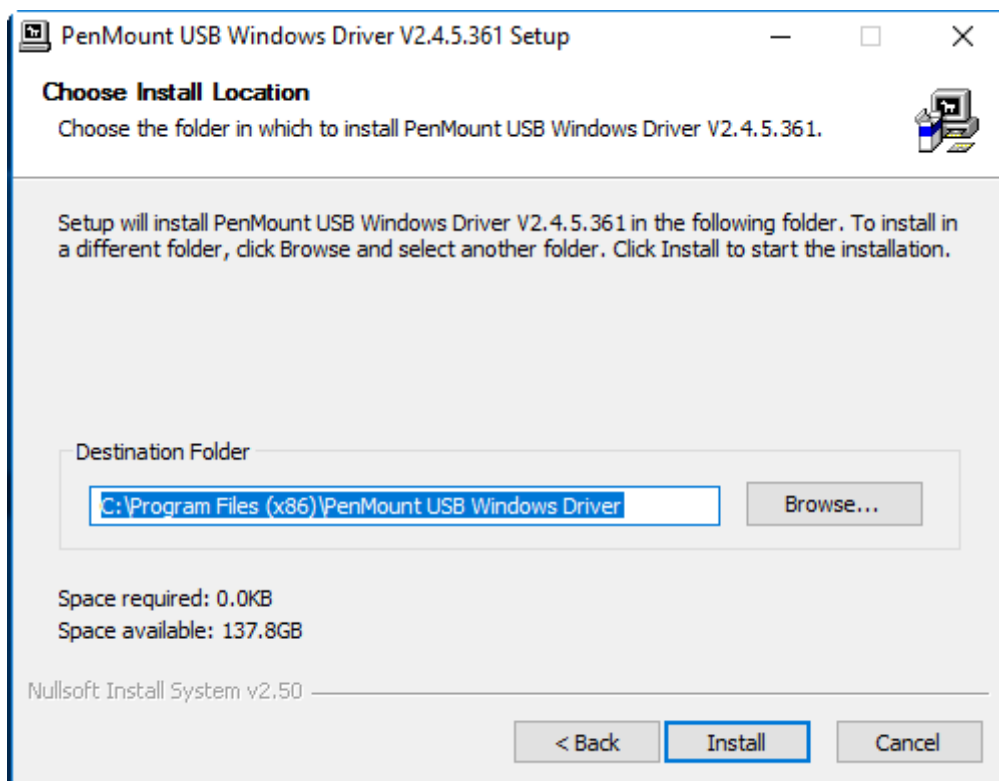 PenMount USB Windows Driver V2.4.5.361 Setup
Choose Install Location
Choose the folder in which to install PenMount USB Windows Driver V2.4.5.361.
Setup will install PenMount USB Windows Driver V2.4.5.361 in the following folder. To install in
a different folder, click Browse and select another folder. Click Install to start the installation.
Destination Folder
C:\Program Files (x86)\PenMount USB Windows Driver
Browse...
Space required: 0.0KB
Space available: 137.8GB
Nullsoft Install System v2.50
< Back
Install
Cancel